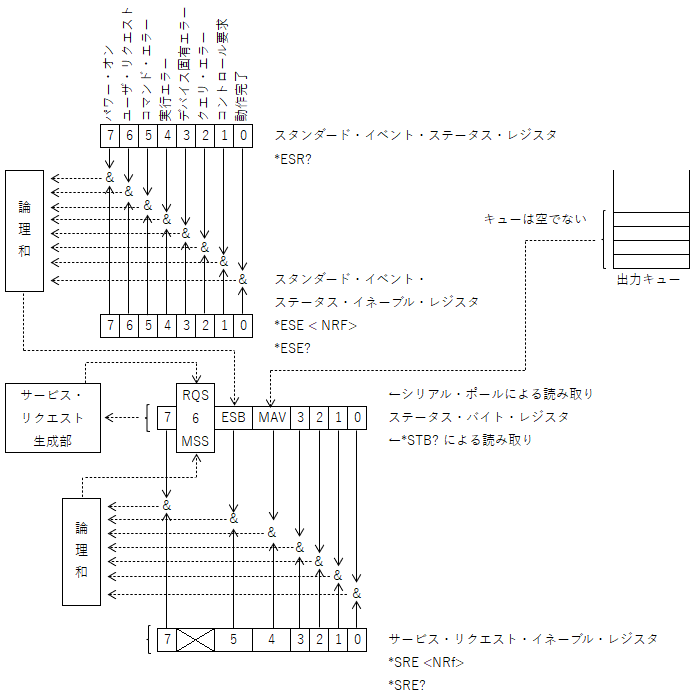 パワー・オン
ユーザ・リクエスト
コマンド・エラー
実行エラー
デバイス固有エラー
クエリ・エラー
コントロール要求
動作完了
7 6 5 4 3 2 1 0
スタンダード・イベント・ステータス・レジスタ
*ESR?
&
&
&
&
&
&
&
&
論理和
キューは空でない
出力キュー
スタンダード・イベント・
ステータス・イネーブル・レジスタ
*ESE < NRF>
*ESE?
7 6 5 4 3 2 1 0
サービス・
リクエスト
生成部
RQS
7 6 ESB MAV 3 2 1 0
MSS
←シリアル・ポールによる読み取り
ステータス・バイト・レジスタ
←*STB? による読み取り
&
&
&
&
&
&
&
論理和
7 5 4 3 2 1 0
サービス・リクエスト・イネーブル・レジスタ
*SRE <NRf>
*SRE?